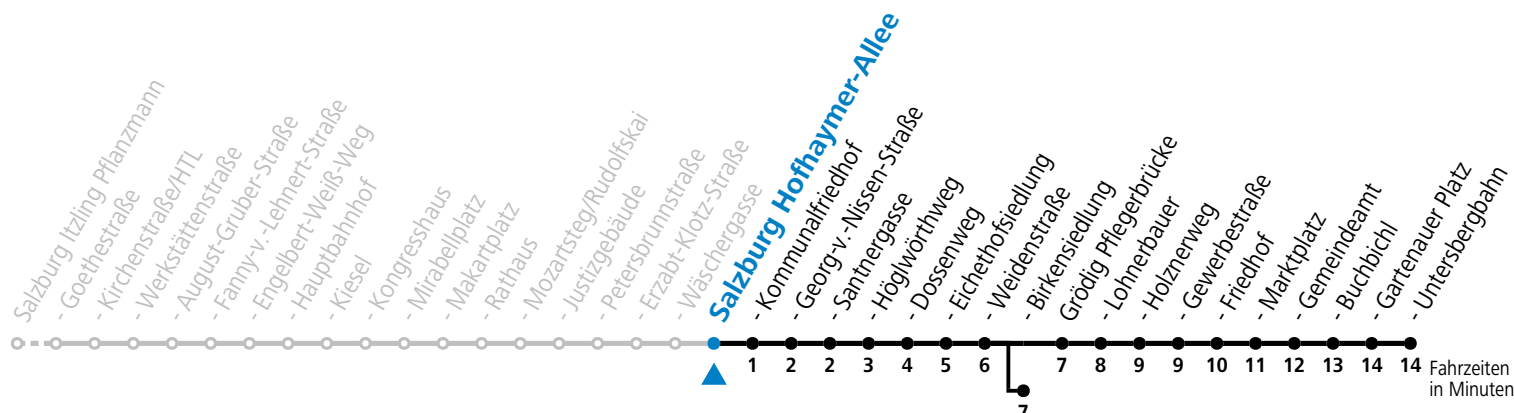 Salzburg Itzling Pflanzmann
- Goethestraße
- Kirchenstraße/HTL
- Werkstättenstraße
- August-Gruber-Straße
- Fanny-v.-Lehnert-Straße
- Engelbert-Weiß-Weg
- Hauptbahnhof
- Kiesel
- Kongresshaus
- Mirabellplatz
- Makartplatz
- Rathaus
- Mozartsteg/Rudolfskai
- Justizgebäude
- Petersbrunnstraße
- Erzabt-Klotz-Straße
- Wäschergasse
Salzburg Hofhaymer-Allee
- Kommunalfriedhof
- Georg-v.-Nissen-Straße
- Santnergasse
- Höglwörthweg
- Dossenweg
- Eichethofsiedlung
- Weidenstraße
- Birkensiedlung
Grödig Pflegerbrücke
- Lohnerbauer
- Holznerweg
- Gewerbestraße
- Friedhof
- Marktplatz
- Gemeindeamt
- Buchbichl
- Gartenauer Platz
- Untersbergbahn
1 2 2 3 4 5 6 7 8 9 9 10 11 12 13 14 14 Fahrzeiten
in Minuten
7